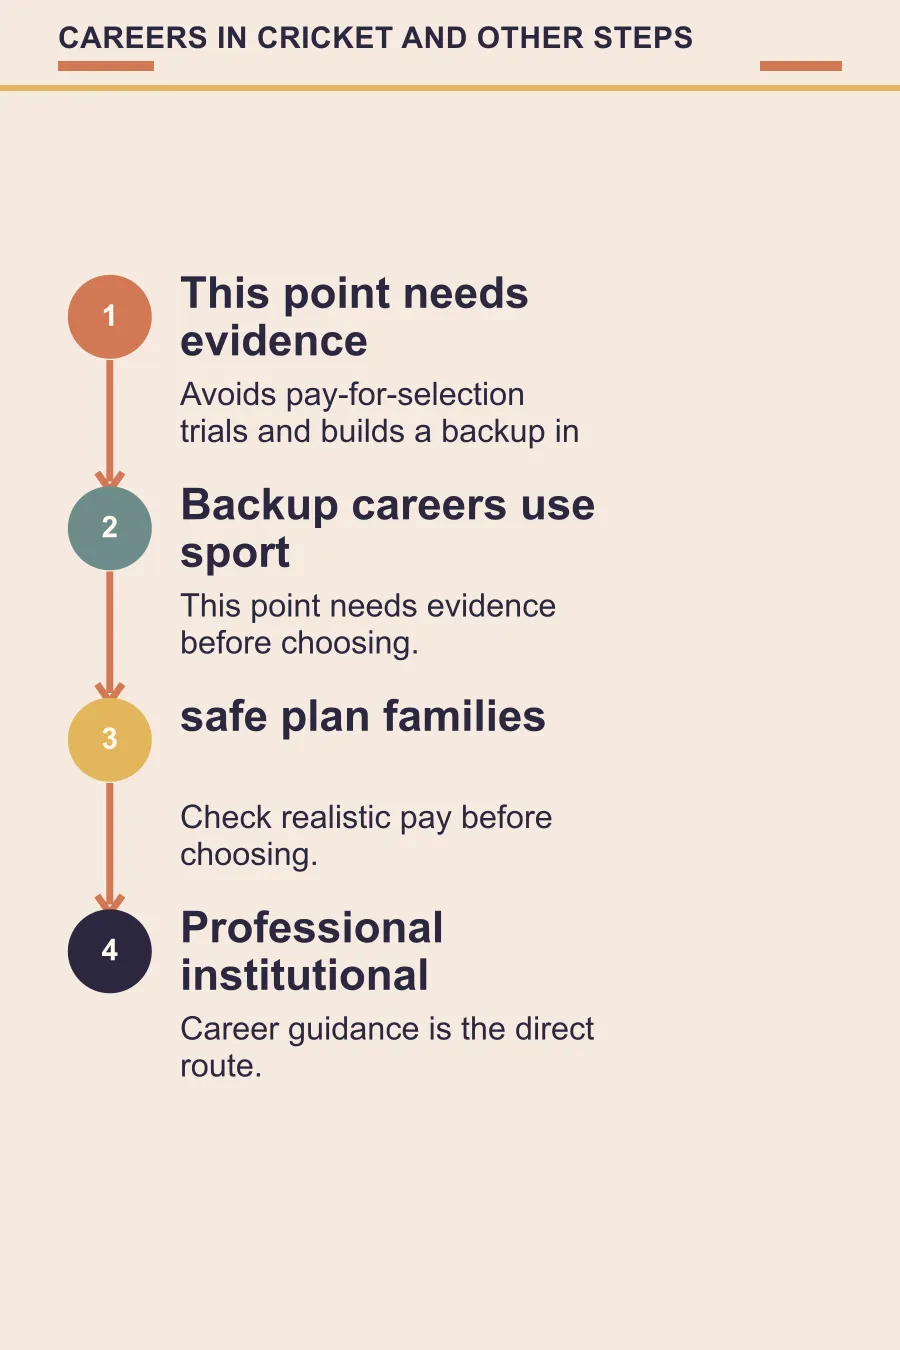 CAREERS IN CRICKET AND OTHER STEPS
1
This point needs
evidence
Avoids pay-for-selection
trials and builds a backup in
2
Backup careers use
sport
This point needs evidence
before choosing.
3
safe plan families
Check realistic pay before
choosing.
4
Professional
institutional
Career guidance is the direct
route.